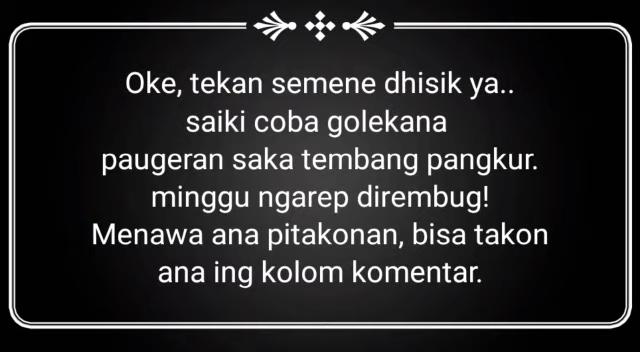 Oke, tekan semene dhisik ya..
saiki coba golekana
paugeran saka tembang pangkur.
minggu ngarep dirembug!
Menawa ana pitakonan, bisa takon
ana ing kolom komentar.